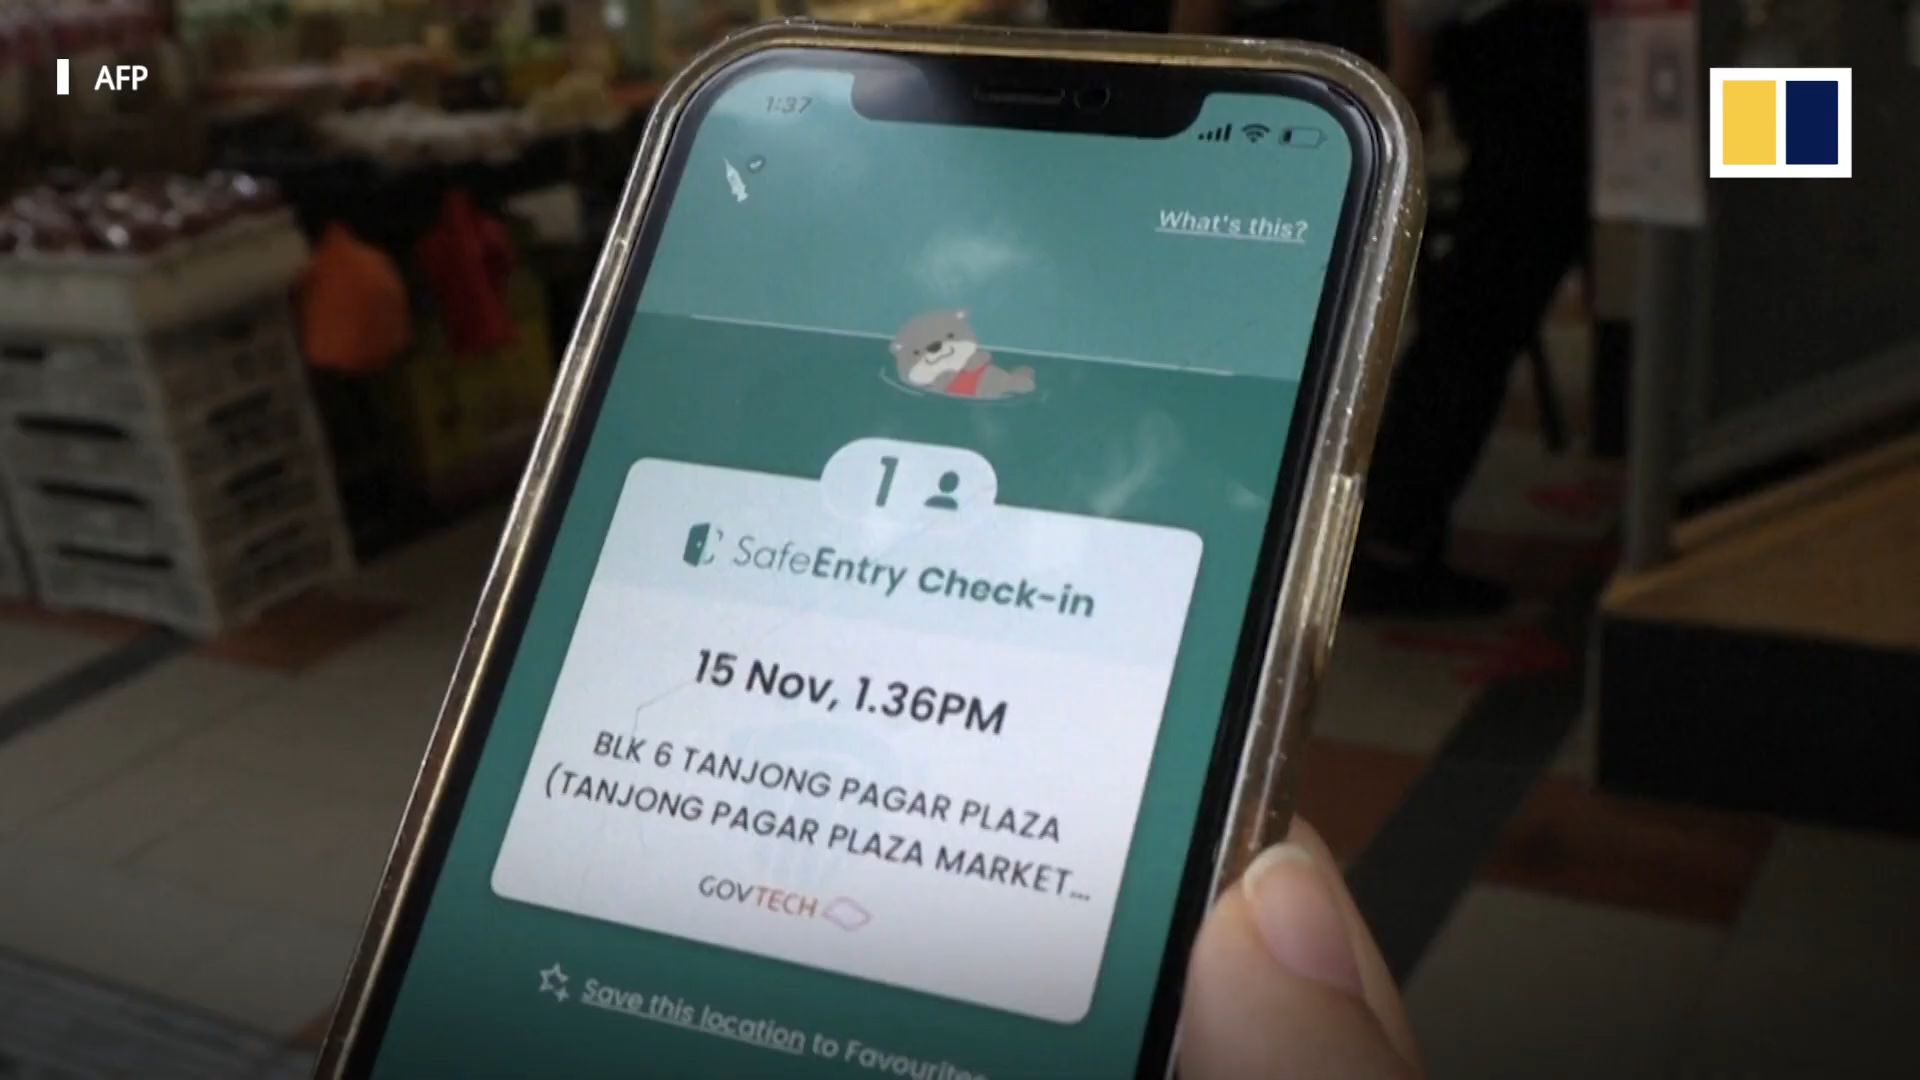 AFP
1:37
What's this?
1
SafeEntry Check-in
15 Nov, 1.36PM
BLK 6 TANJONG PAGAR PLAZA
(TANJONG PAGAR PLAZA MARKET...
GOVTECH
Save this location to Favourites